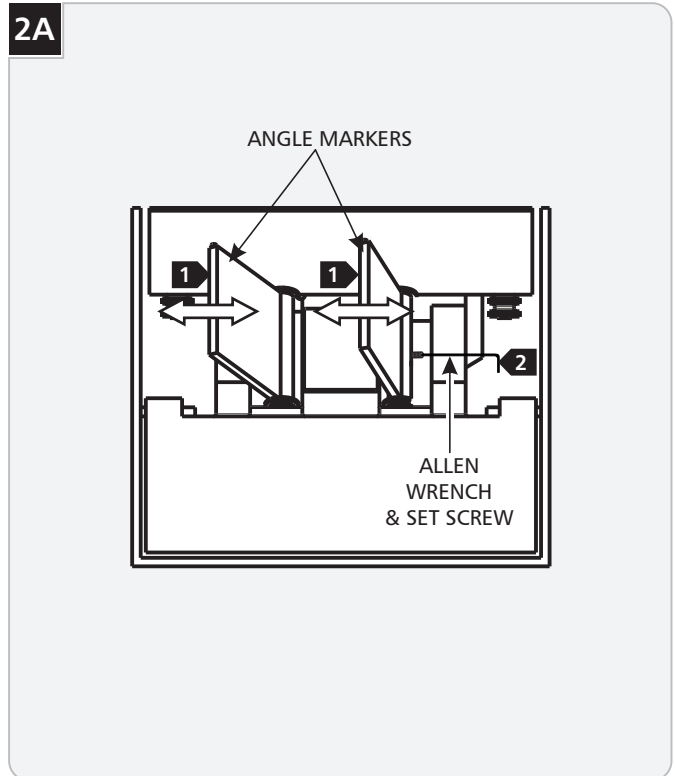 2A
ANGLE MARKERS
1
1
2
ALLEN
WRENCH
& SET SCREW